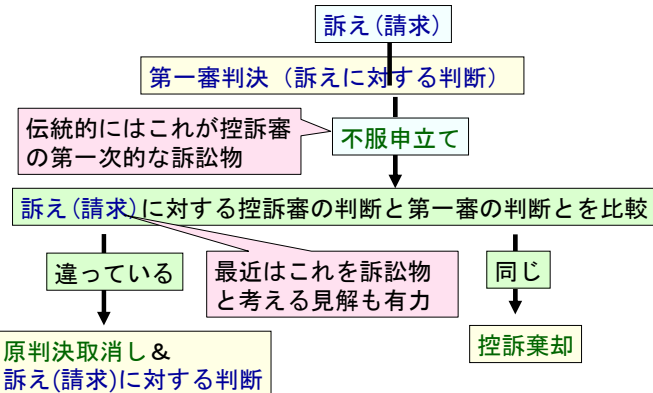 訴え(請求)
第一審判決（訴えに対する判断）
伝統的にはこれが控訴審
の第一次的な訴訟物
不服申立て
訴え(請求)に対する控訴審の判断と第一審の判断とを比較
違っている
最近はこれを訴訟物
と考える見解も有力
同じ
原判決取消し&
訴え(請求)に対する判断
控訴棄却